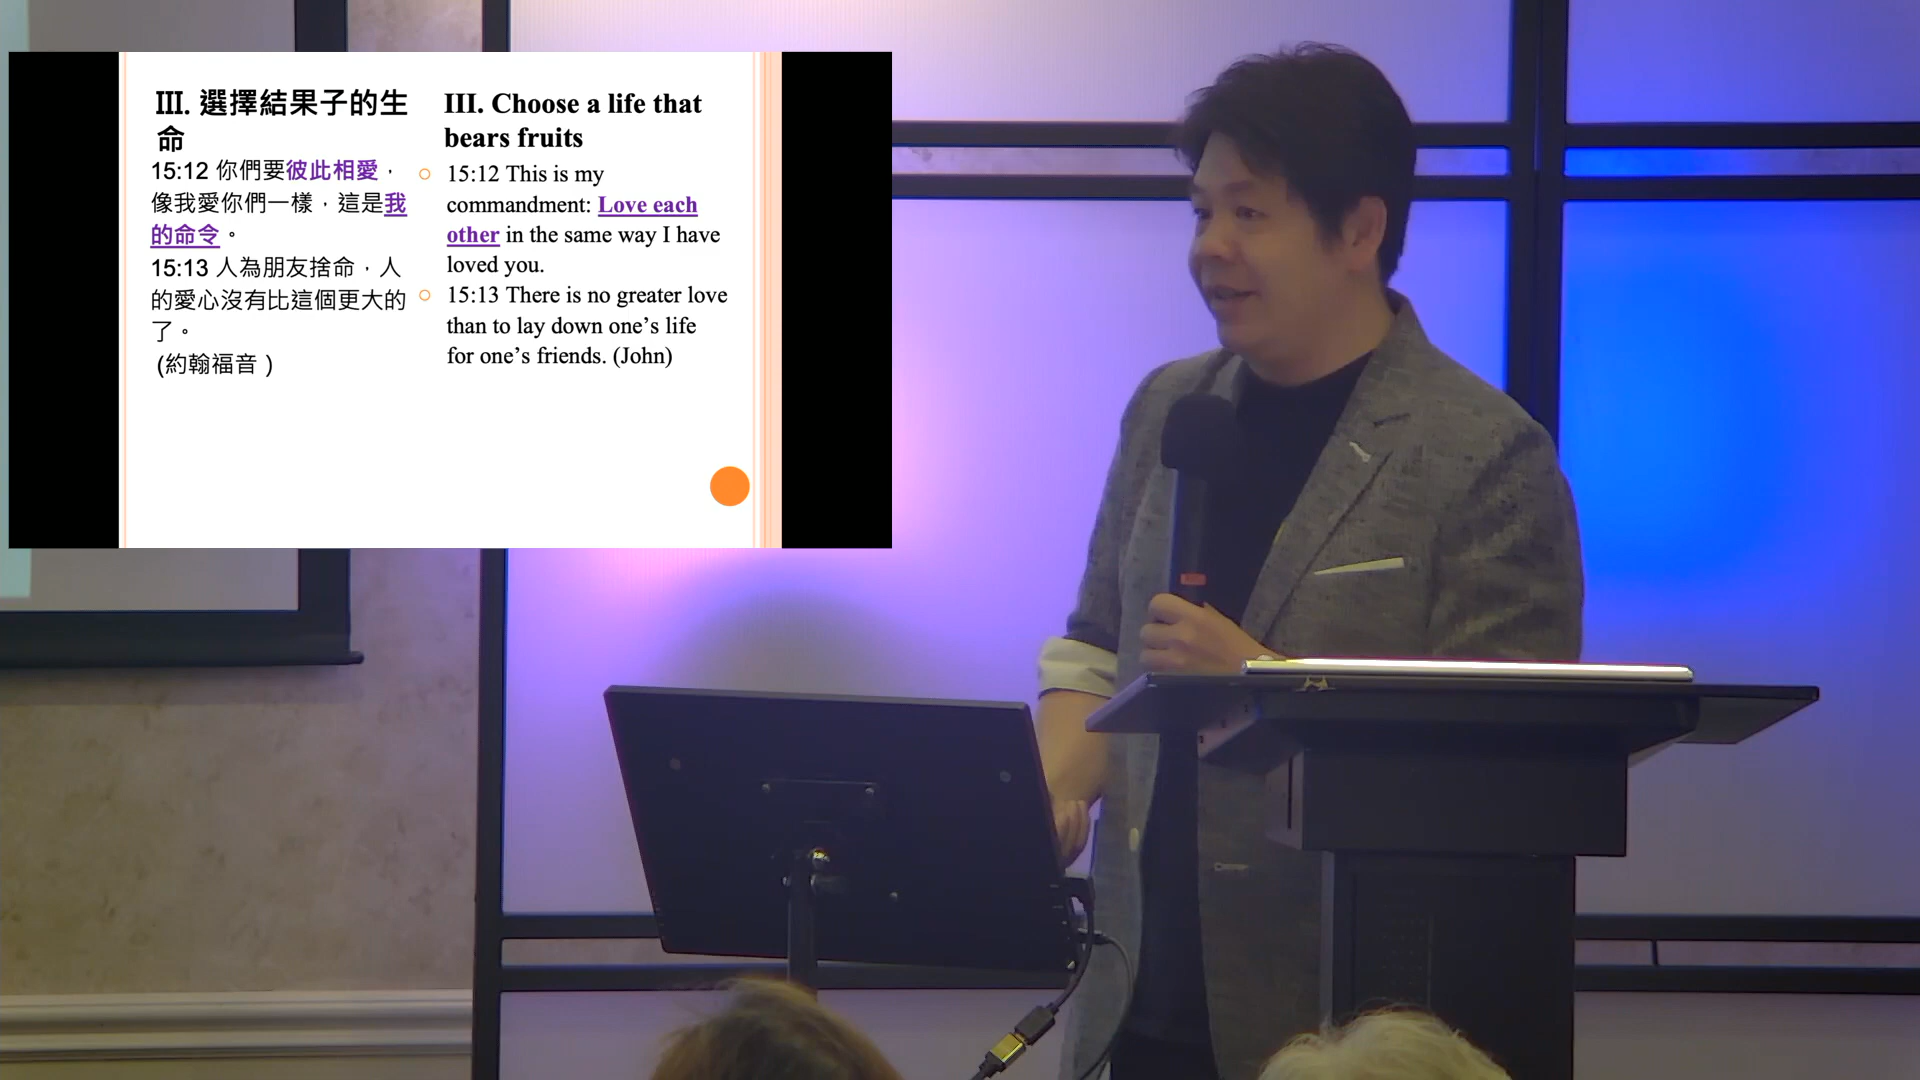 III. 選擇結果子的生
命
15:12 你們要彼此相愛，
像我愛你們一樣，這是我
的命令。
15:13 人為朋友捨命，人
的愛心沒有比這個更大的
了。
(約翰福音 )
III. Choose a life that
bears fruits
15:12 This is my
commandment: Love each
other in the same way I have
loved you.
15:13 There is no greater love
than to lay down one’s life
for one’s friends. (John)